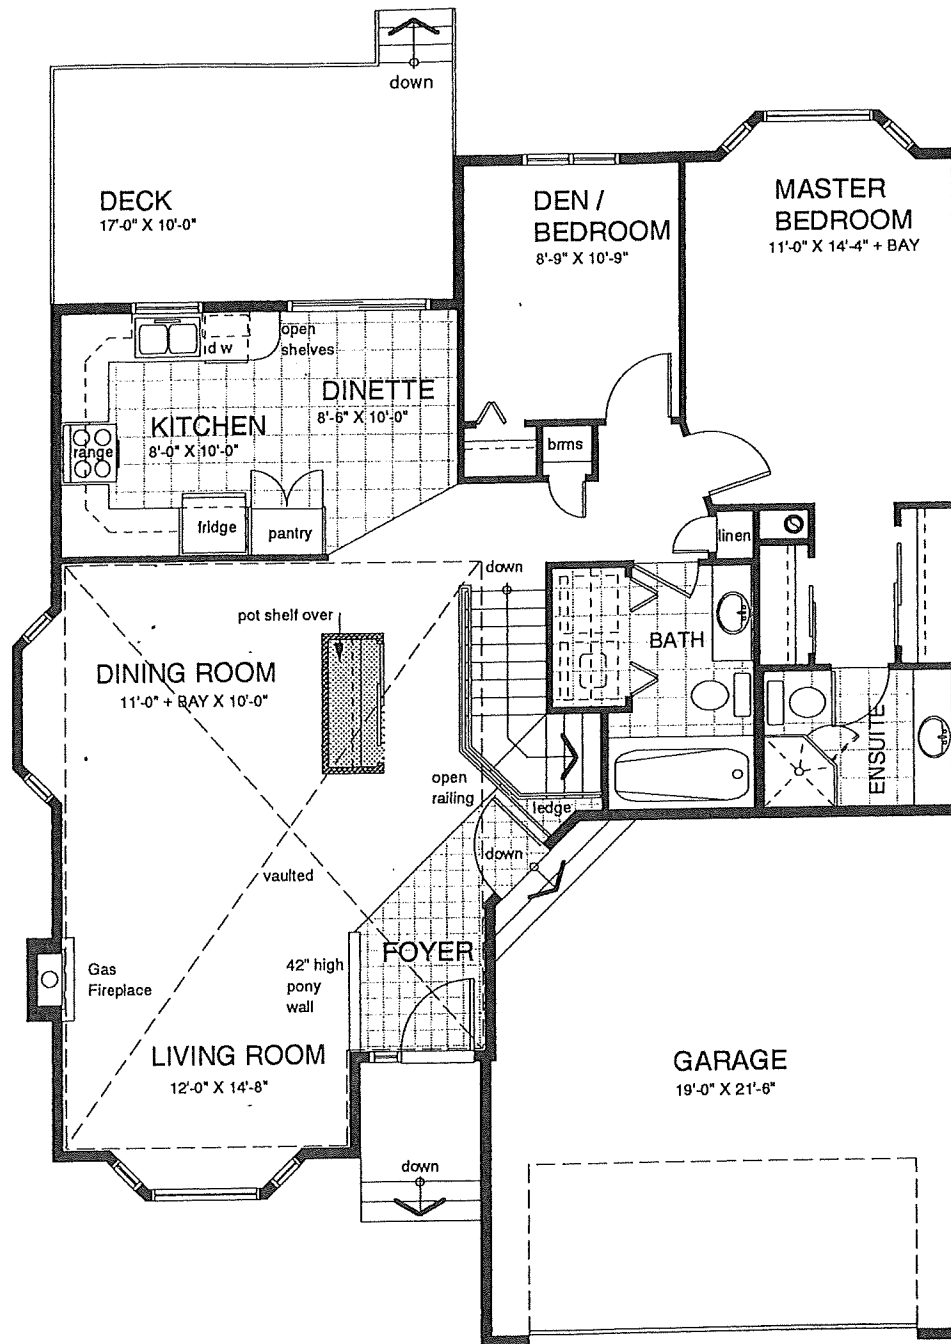 down
DECK
17'-0" X 10'-0"
DEN /
BEDROOM
8'-9" X 10'-9"
MASTER
BEDROOM
11'-0" X 14'-4" + BAY
d w
open
shelves
DINETTE
8'-6" X 10'-0"
KITCHEN
8'-0" X 10'-0"
range
brms
fridge
pantry
linen
down
pot shelf over
BATH
DINING ROOM
11'-0" + BAY X 10'-0"
ENSUITE
open
railing
ledge
down
vaulted
FOYER
42" high
pony
wall
Gas
Fireplace
LIVING ROOM
12'-0" X 14'-8"
GARAGE
19'-0" X 21'-6"
down